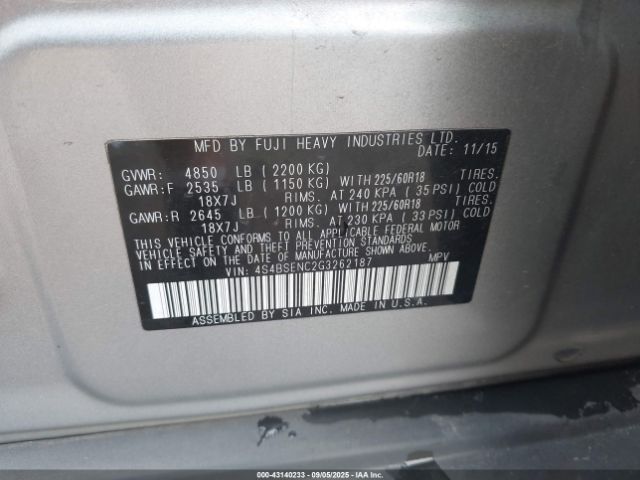 MFD BY FUJI HEAVY INDUSTRIES LTD.
DATE: 11/15
GVWR: 4850 LB (2200 KG)
GAWR:F 2535 LB (1150 KG) WITH 225/60R18 TIRES.
18X7J RIMS. AT 240 KPA (35 PSI) COLD
GAWR:R 2645 LB (1200 KG) WITH 225/60R18 TIRES.
18X7J RIMS. AT 230 KPA (33 PSI) COLD
THIS VEHICLE CONFORMS TO ALL APPLICABLE FEDERAL MOTOR
VEHICLE SAFETY AND THEFT PREVENTION STANDARDS
IN EFFECT ON THE DATE OF MANUFACTURE SHOWN ABOVE.
VIN: 4S4BSENC2G3262187 MPV
ASSEMBLED BY SIA INC. MADE IN U.S.A.
000-43140233 - 09/05/2025 - IAAI.COM